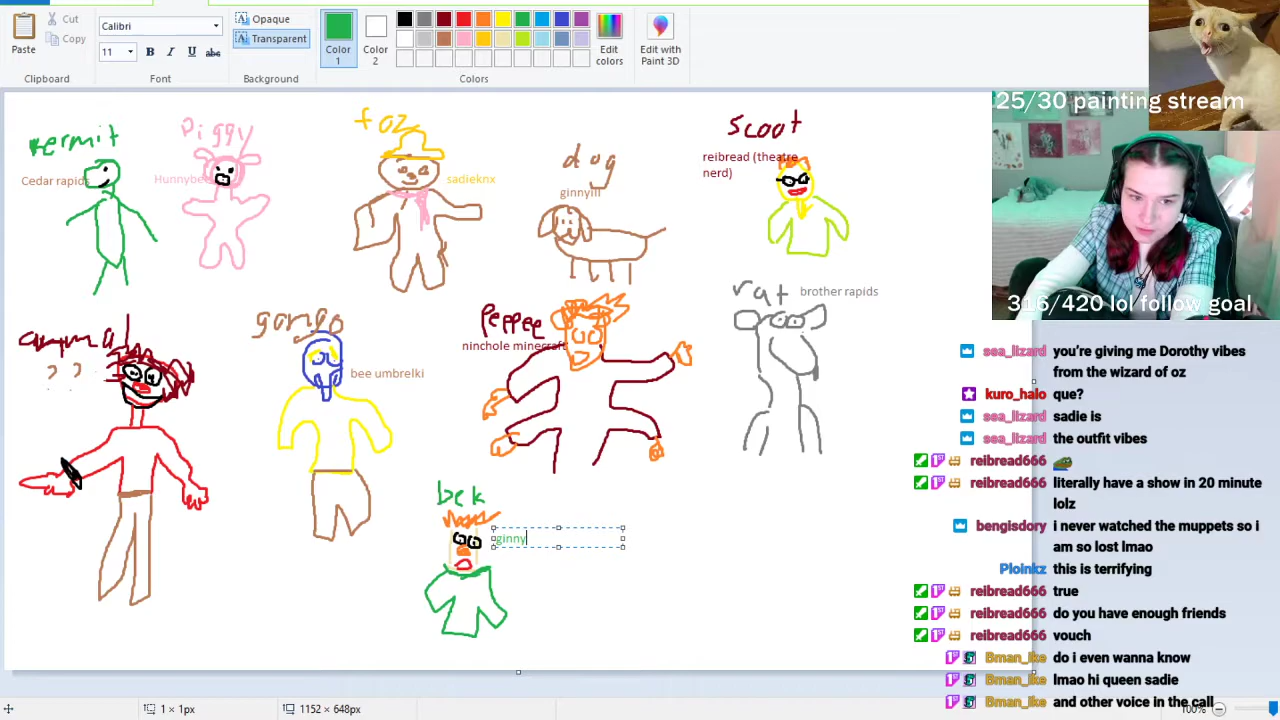 Paste
Cut
Copy
Clipboard
Calibri
11
B I U abc
Font
Opaque
Transparent
Background
Color 1
Color 2
Edit colors
Edit with Paint 3D
Colors
25/30 painting stream
316/420 lol follow goal
kermit
Cedar rapids
piggy
foz
sadieknx
dog
scoot
reibread (theatre
nerd)
animal
? ?
gongo
bee umbrelki
peepee
ninchole minecraft
rat
brother rapids
bek
ginny
sea_lizard you're giving me Dorothy vibes
from the wizard of oz
kuro_halo que?
sea_lizard sadie is
sea_lizard the outfit vibes
reibread666
reibread666 literally have a show in 20 minute
lolz
bengisdory i never watched the muppets so i
am so lost lmao
Ploinkz this is terrifying
reibread666 true
reibread666 do you have enough friends
reibread666 vouch
Bman_Ike do i even wanna know
Bman_Ike lmao hi queen sadie
Bman_Ike and other voice in the call
1 × 1px
1152 × 648px
100%